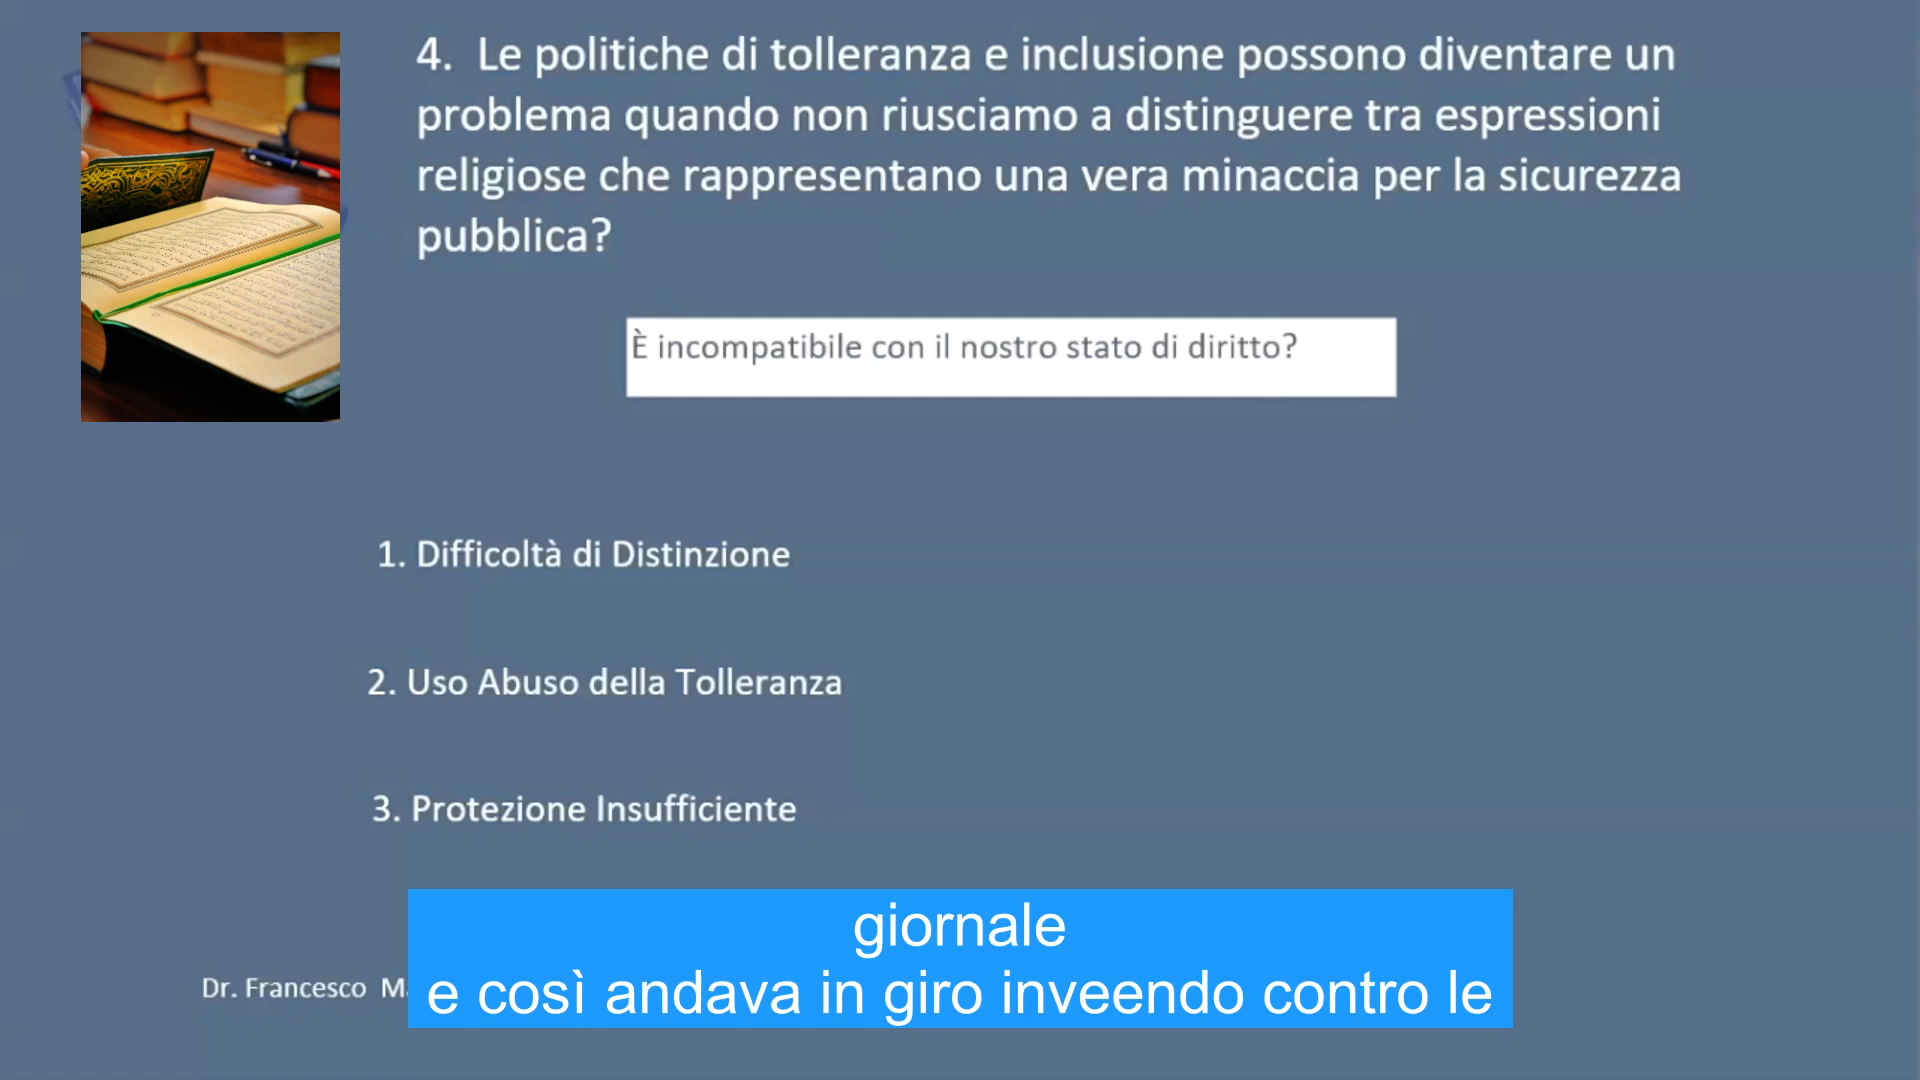 4. Le politiche di tolleranza e inclusione possono diventare un
problema quando non riusciamo a distinguere tra espressioni
religiose che rappresentano una vera minaccia per la sicurezza
pubblica?
È incompatibile con il nostro stato di diritto?
1. Difficoltà di Distinzione
2. Uso Abuso della Tolleranza
3. Protezione Insufficiente
Dr. Francesco
giornale
e così andava in giro inveendo contro le